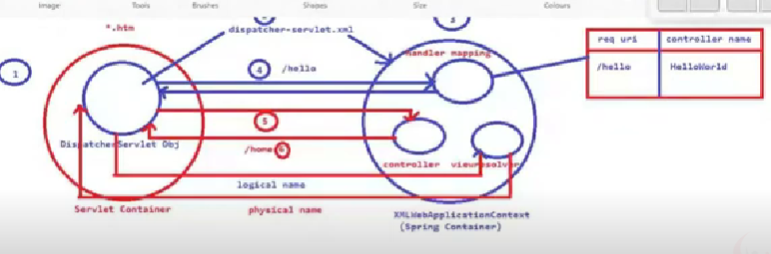 Image
Tools
Brushes
Shapes
Size
Colours
*.htm
dispatcher-servlet.xml
3
req uri
controller name
handler mapping
1
4
/hello
/hello
HelloWorld
5
DispatcherServlet Obj
/home
6
controller
viewresolver
logical name
Servlet Container
physical name
XMLWebApplicationContext
(Spring Container)